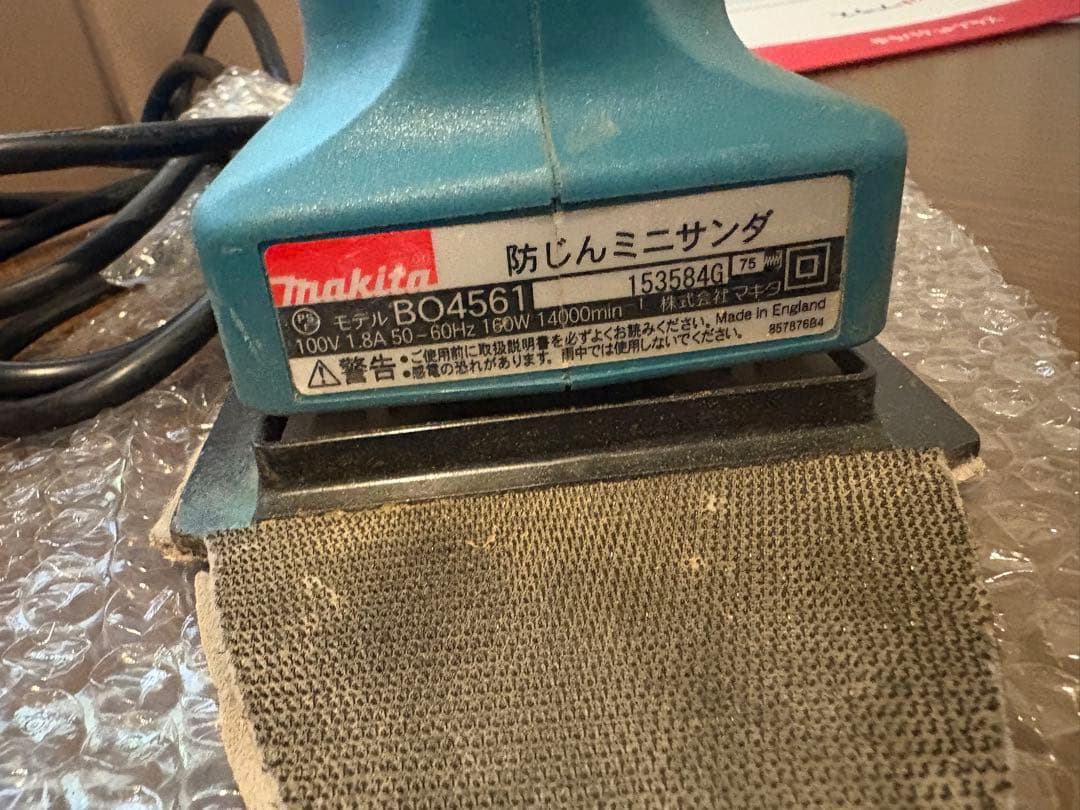 makita
防じんミニサンダ
モデル BO4561 153584G 75
100V 1.8A 50-60Hz 160W 14000min⁻¹ 株式会社マキタ
警告 ・ご使用前に取扱説明書を必ずよくお読みください。 Made in England
・感電の恐れがあります。雨中では使用しないでください。 857876B4